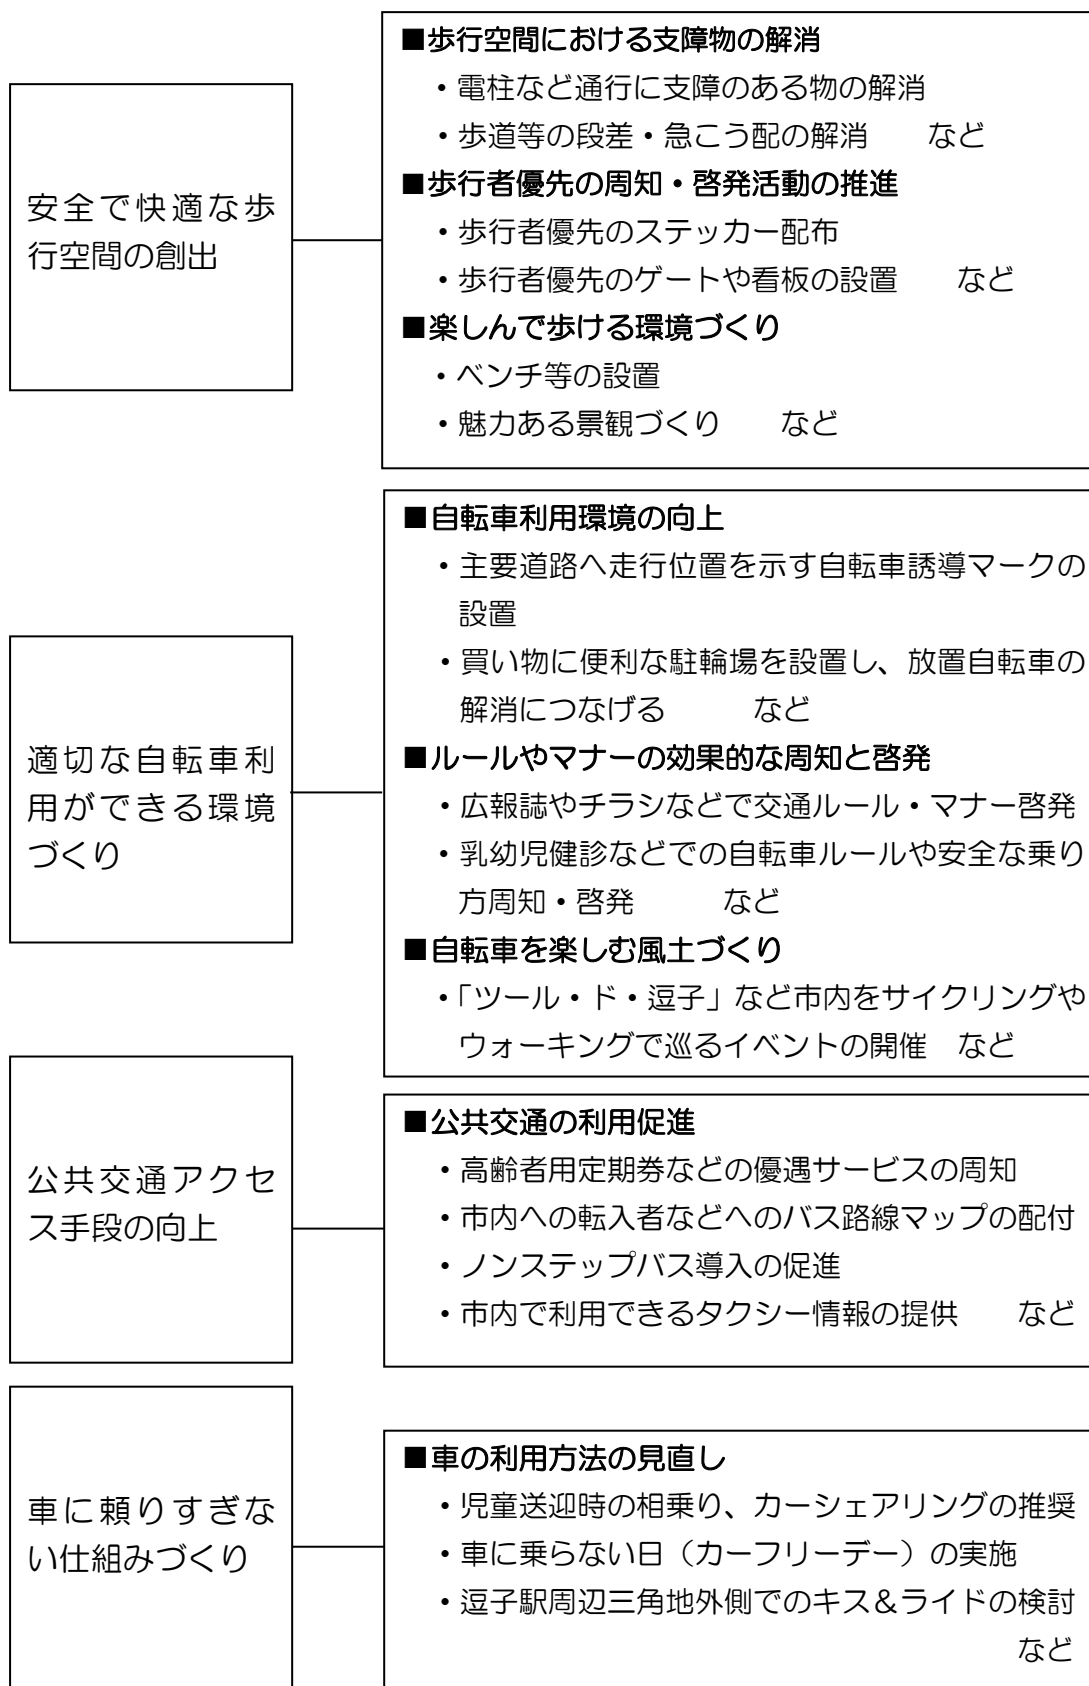 安全で快適な歩
行空間の創出
■歩行空間における支障物の解消
・電柱など通行に支障のある物の解消
・歩道等の段差・急こう配の解消　　など
■歩行者優先の周知・啓発活動の推進
・歩行者優先のステッカー配布
・歩行者優先のゲートや看板の設置　　など
■楽しんで歩ける環境づくり
・ベンチ等の設置
・魅力ある景観づくり　　など
適切な自転車利
用ができる環境
づくり
■自転車利用環境の向上
・主要道路へ走行位置を示す自転車誘導マークの
設置
・買い物に便利な駐輪場を設置し、放置自転車の
解消につなげる　　　など
■ルールやマナーの効果的な周知と啓発
・広報誌やチラシなどで交通ルール・マナー啓発
・乳幼児健診などでの自転車ルールや安全な乗り
方周知・啓発　　　など
■自転車を楽しむ風土づくり
・「ツール・ド・逗子」など市内をサイクリングや
ウォーキングで巡るイベントの開催　など
公共交通アクセ
ス手段の向上
■公共交通の利用促進
・高齢者用定期券などの優遇サービスの周知
・市内への転入者などへのバス路線マップの配付
・ノンステップバス導入の促進
・市内で利用できるタクシー情報の提供　　など
車に頼りすぎな
い仕組みづくり
■車の利用方法の見直し
・児童送迎時の相乗り、カーシェアリングの推奨
・車に乗らない日（カーフリーデー）の実施
・逗子駅周辺三角地外側でのキス＆ライドの検討
など